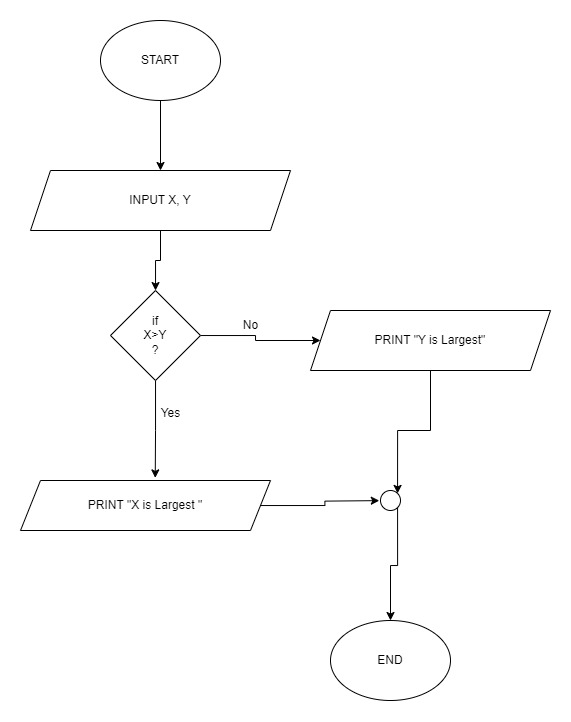 START
INPUT X, Y
if
X>Y
?
No
PRINT "Y is Largest"
Yes
PRINT "X is Largest "
END